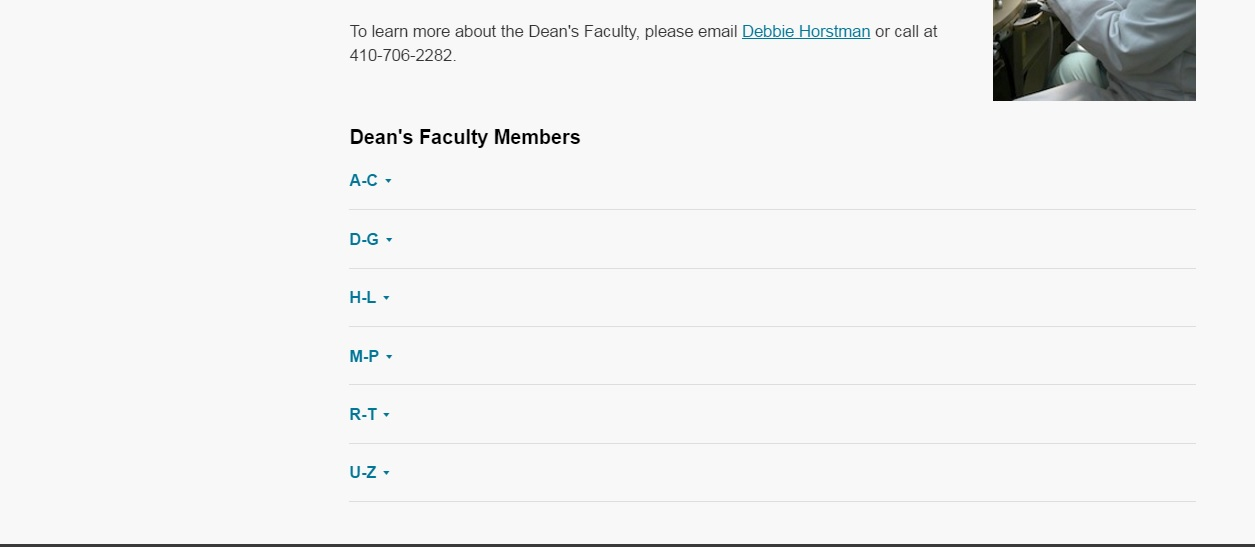 To learn more about the Dean's Faculty, please email Debbie Horstman or call at
410-706-2282.
Dean's Faculty Members
A-C
D-G
H-L
M-P
R-T
U-Z